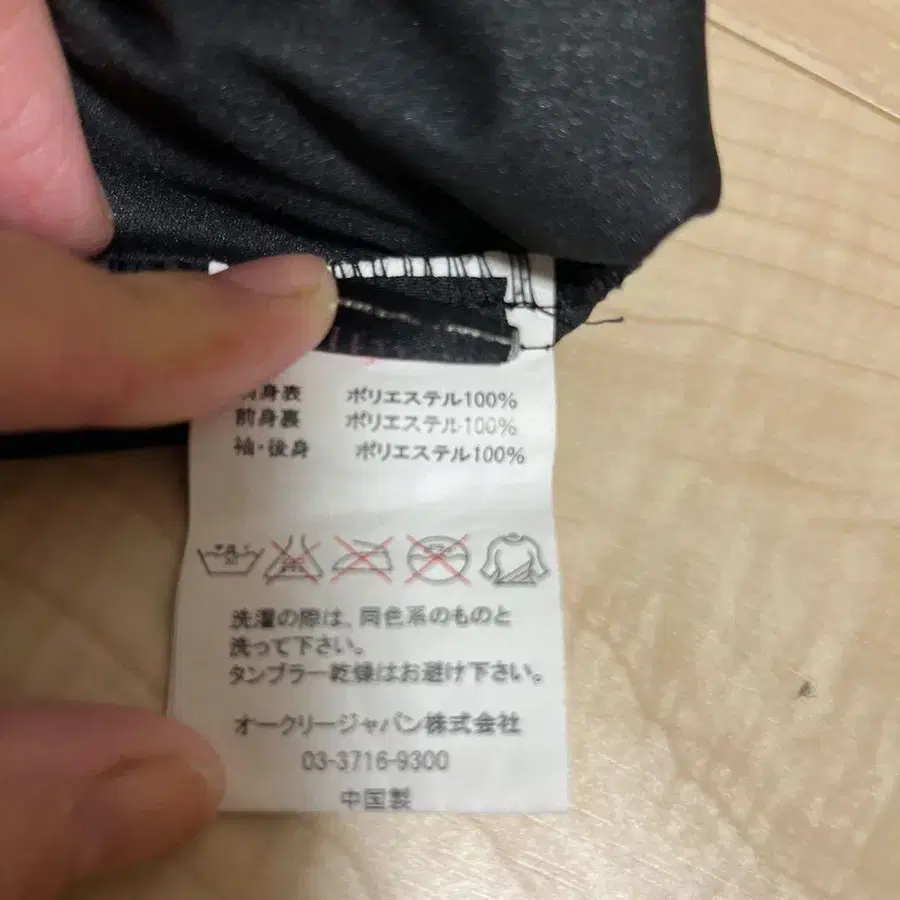 身表 ポリエステル100%
前身裏 ポリエステル100%
袖・後身 ポリエステル100%
洗濯の際は、同色系のものと
洗って下さい。
タンブラー乾燥はお避け下さい。
オークリージャパン株式会社
03-3716-9300
中国製